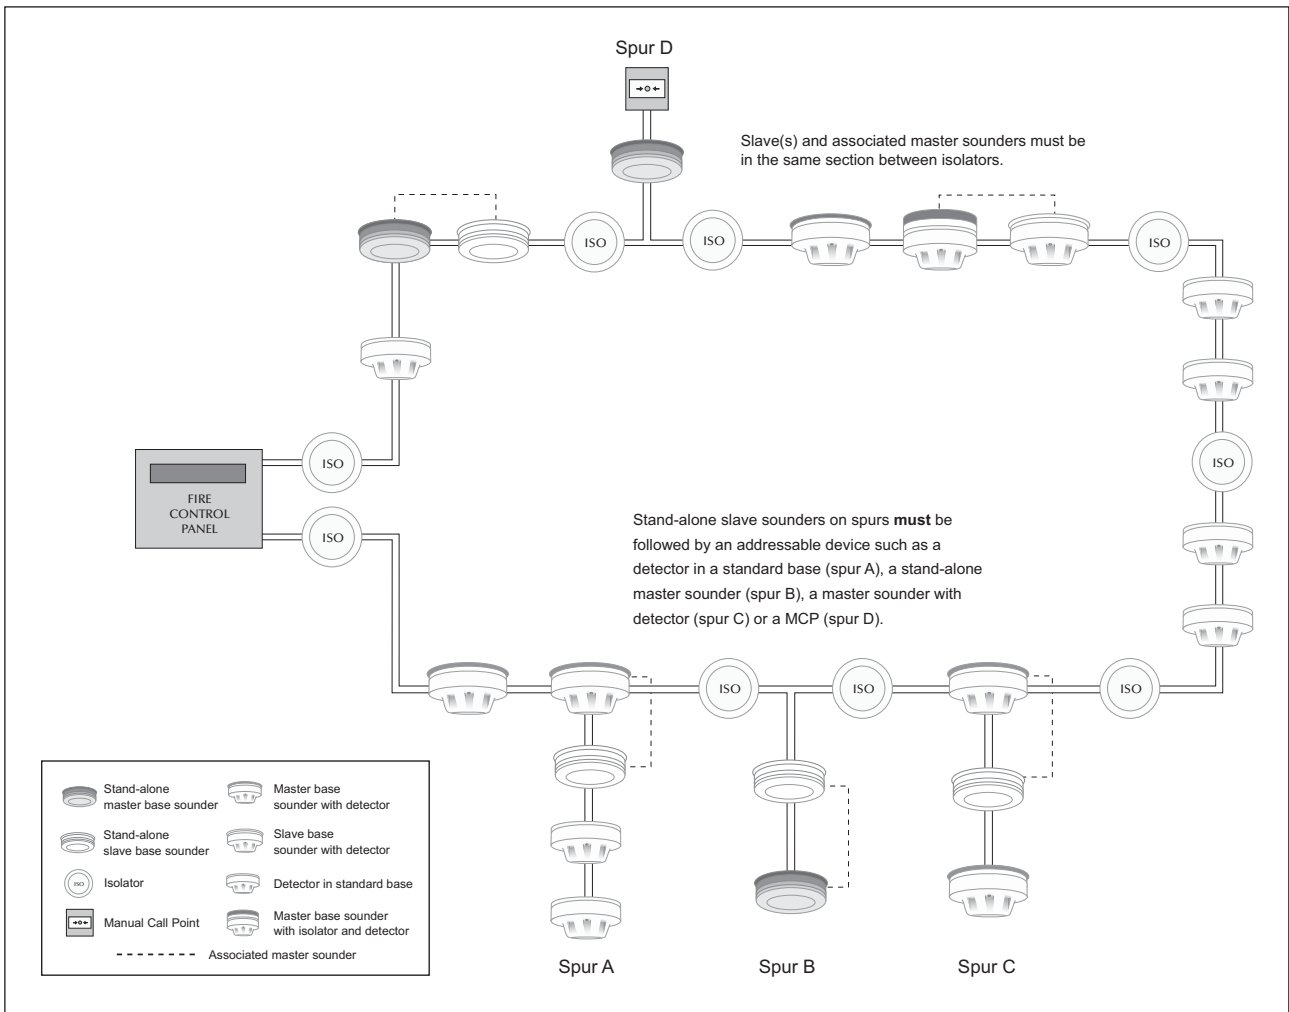 Spur D
Slave(s) and associated master sounders must be
in the same section between isolators.
ISO
ISO
ISO
ISO
ISO
ISO
FIRE
CONTROL
PANEL
Stand-alone slave sounders on spurs must be
followed by an addressable device such as a
detector in a standard base (spur A), a stand-alone
master sounder (spur B), a master sounder with
detector (spur C) or a MCP (spur D).
ISO
ISO
ISO
Stand-alone
master base sounder
Master base
sounder with detector
Stand-alone
slave base sounder
Slave base
sounder with detector
ISO
Isolator
Detector in standard base
Manual Call Point
Master base sounder
with isolator and detector
Associated master sounder
Spur A
Spur B
Spur C